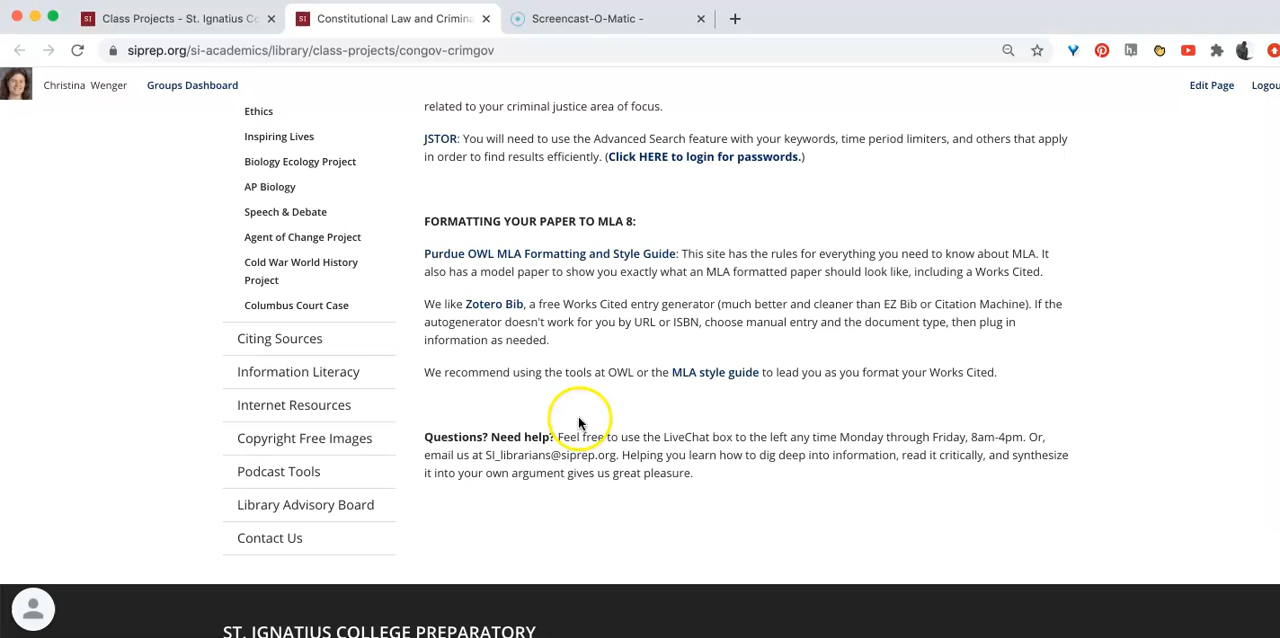 Class Projects - St. Ignatius Co
Constitutional Law and Crimina
Screencast-O-Matic -
siprep.org/si-academics/library/class-projects/congov-crimgov
Christina Wenger
Groups Dashboard
Edit Page
Logou
Ethics
Inspiring Lives
Biology Ecology Project
AP Biology
Speech & Debate
Agent of Change Project
Cold War World History
Project
Columbus Court Case
Citing Sources
Information Literacy
Internet Resources
Copyright Free Images
Podcast Tools
Library Advisory Board
Contact Us
related to your criminal justice area of focus.
JSTOR: You will need to use the Advanced Search feature with your keywords, time period limiters, and others that apply
in order to find results efficiently. (Click HERE to login for passwords.)
FORMATTING YOUR PAPER TO MLA 8:
Purdue OWL MLA Formatting and Style Guide: This site has the rules for everything you need to know about MLA. It
also has a model paper to show you exactly what an MLA formatted paper should look like, including a Works Cited.
We like Zotero Bib, a free Works Cited entry generator (much better and cleaner than EZ Bib or Citation Machine). If the
autogenerator doesn't work for you by URL or ISBN, choose manual entry and the document type, then plug in
information as needed.
We recommend using the tools at OWL or the MLA style guide to lead you as you format your Works Cited.
Questions? Need help? Feel free to use the LiveChat box to the left any time Monday through Friday, 8am-4pm. Or,
email us at SI_librarians@siprep.org. Helping you learn how to dig deep into information, read it critically, and synthesize
it into your own argument gives us great pleasure.
ST. IGNATIUS COLLEGE PREPARATORY